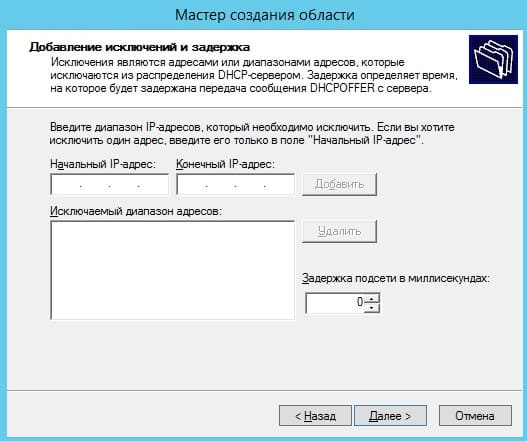 Мастер создания области
Добавление исключений и задержка
Исключения являются адресами или диапазонами адресов, которые
исключаются из распределения DHCP-сервером. Задержка определяет время,
на которое будет задержана передача сообщения DHCPOFFER с сервера.
Введите диапазон IP-адресов, который необходимо исключить. Если вы хотите
исключить один адрес, введите его только в поле "Начальный IP-адрес".
Начальный IP-адрес: Конечный IP-адрес:
. . . . . . Добавить
Исключаемый диапазон адресов:
Удалить
Задержка подсети в миллисекундах:
0
< Назад Далее > Отмена